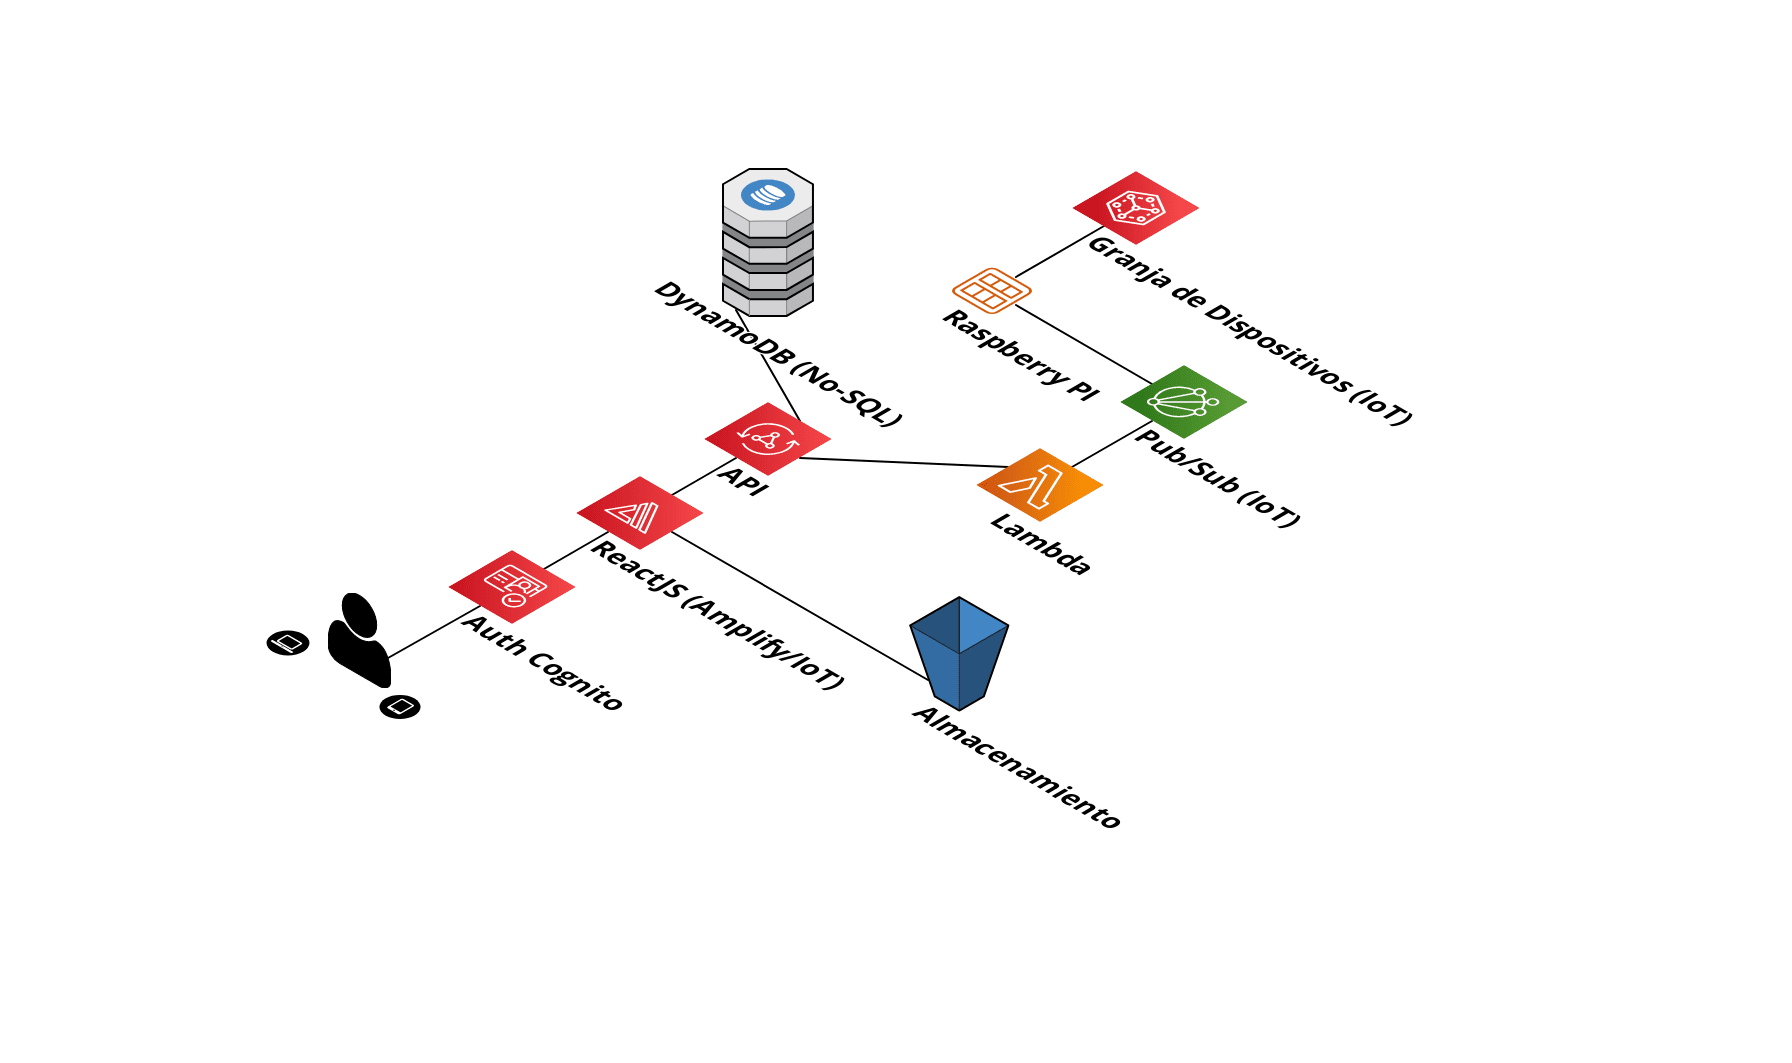 DynamoDB (No-SQL)
Granja de Dispositivos (IoT)
Raspberry PI
Pub/Sub (IoT)
API
Lambda
ReactJS (Amplify/IoT)
Auth Cognito
Almacenamiento